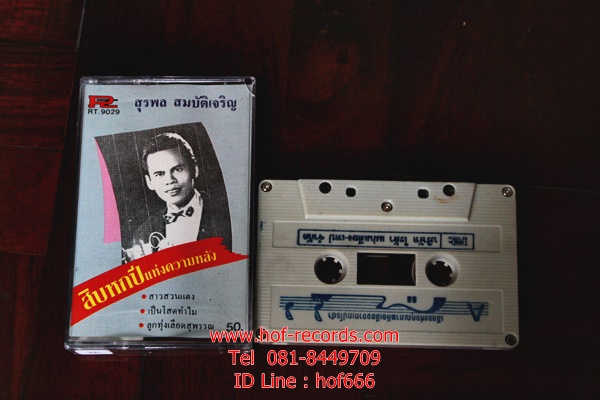 RT. 9029
สุรพล สมบัติเจริญ
สิบหกปีแห่งความหลัง
• สาวสวนแตง
• เป็นโสดทำไม
• ลูกทุ่งเลือดสุพรรณ 50.-
A
www.hof-records.com
Tel 081-8449709
ID Line : hof666